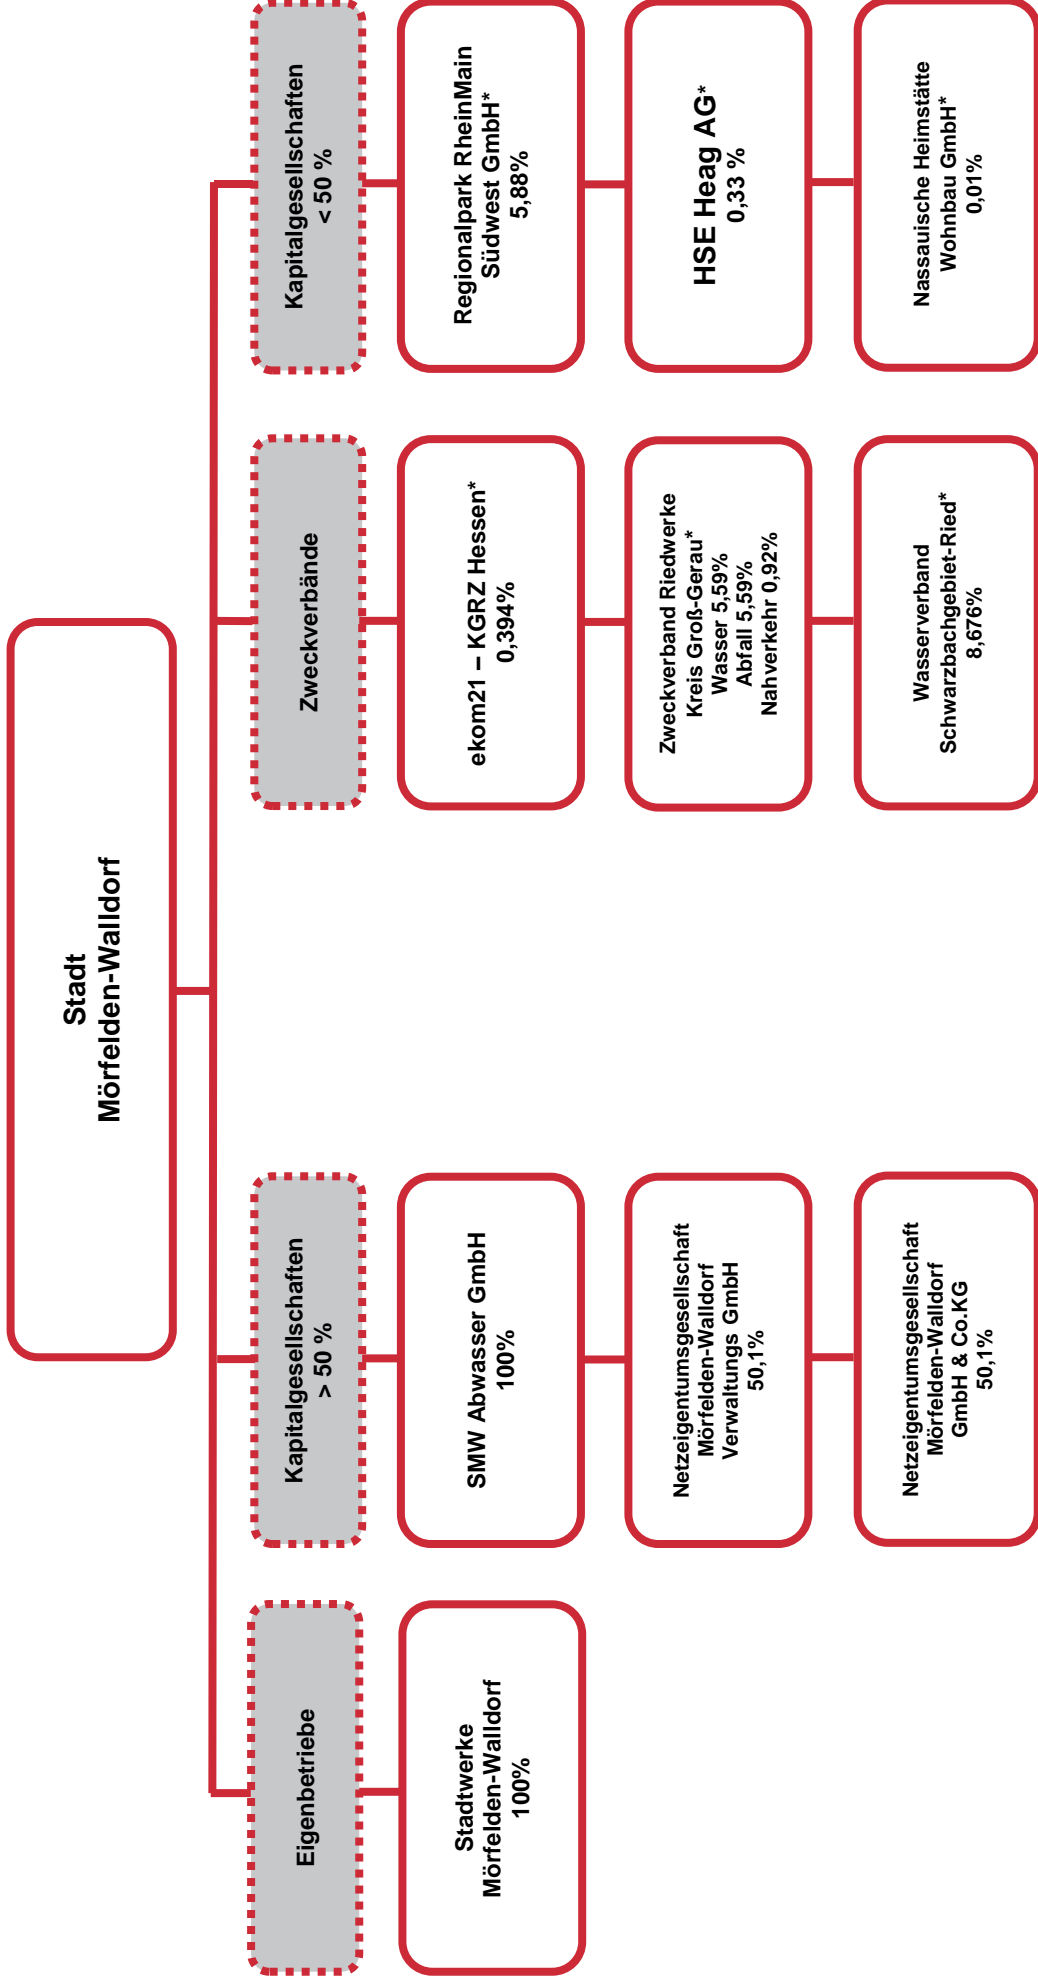 Stadt
Mörfelden-Walldorf
Eigenbetriebe
Stadtwerke
Mörfelden-Walldorf
100%
Kapitalgesellschaften
> 50 %
SMW Abwasser GmbH
100%
Netzeigentumsgesellschaft
Mörfelden-Walldorf
Verwaltungs GmbH
50,1%
Netzeigentumsgesellschaft
Mörfelden-Walldorf
GmbH & Co.KG
50,1%
Zweckverbände
ekom21 – KGRZ Hessen*
0,394%
Zweckverband Riedwerke
Kreis Groß-Gerau*
Wasser 5,59%
Abfall 5,59%
Nahverkehr 0,92%
Wasserverband
Schwarzbachgebiet-Ried*
8,676%
Kapitalgesellschaften
< 50 %
Regionalpark RheinMain
Südwest GmbH*
5,88%
HSE Heag AG*
0,33 %
Nassauische Heimstätte
Wohnbau GmbH*
0,01%